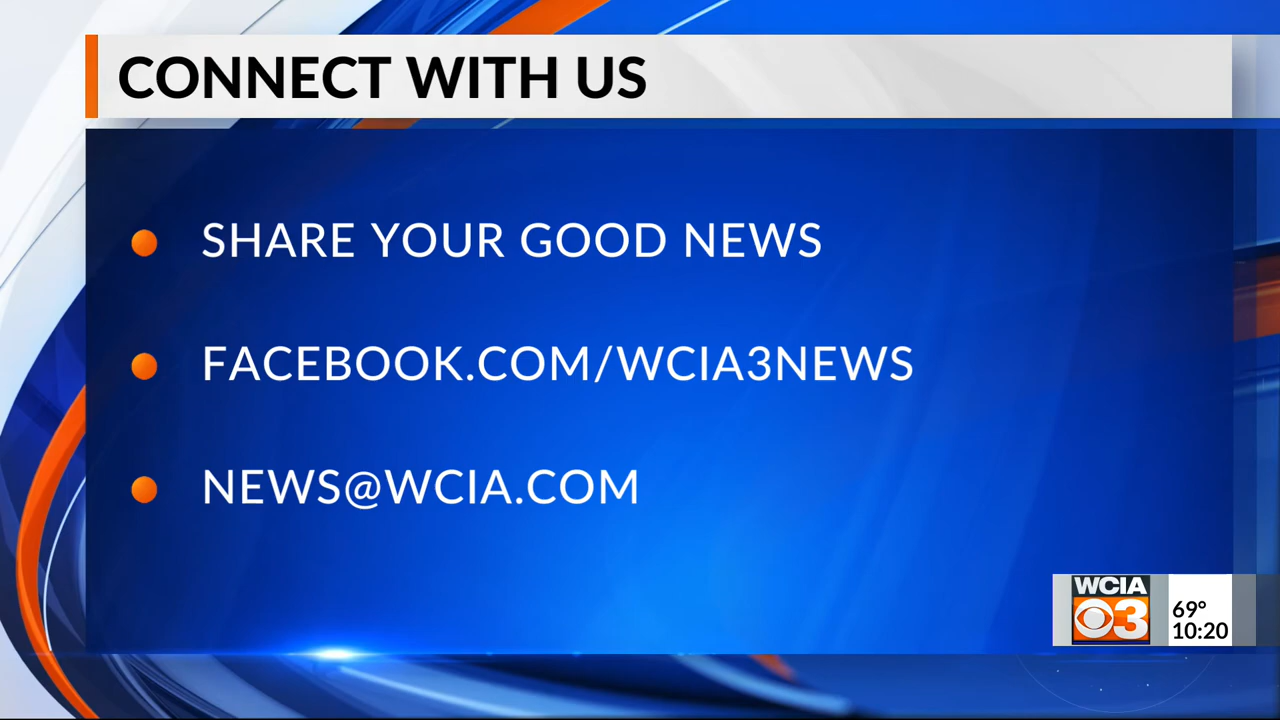 CONNECT WITH US
SHARE YOUR GOOD NEWS
FACEBOOK.COM/WCIA3NEWS
NEWS@WCIA.COM
WCIA
3
69°
10:20